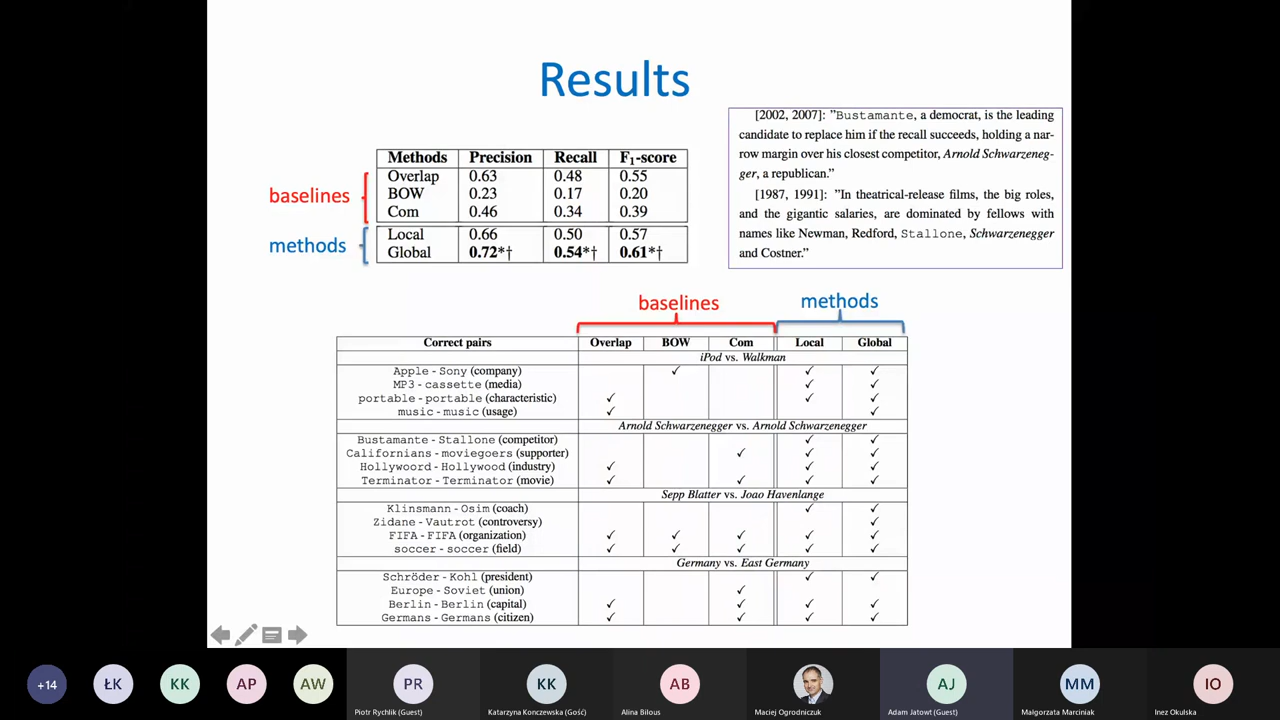 Results
Methods Precision Recall F1-score
Overlap 0.63 0.48 0.55
BOW 0.23 0.17 0.20
Com 0.46 0.34 0.39
Local 0.66 0.50 0.57
Global 0.72*† 0.54*† 0.61*†
baselines
methods
[2002, 2007]: ”Bustamante, a democrat, is the leading
candidate to replace him if the recall succeeds, holding a nar-
row margin over his closest competitor, Arnold Schwarzeneg-
ger, a republican.”
[1987, 1991]: ”In theatrical-release films, the big roles,
and the gigantic salaries, are dominated by fellows with
names like Newman, Redford, Stallone, Schwarzenegger
and Costner.”
baselines methods
Correct pairs Overlap BOW Com Local Global
iPod vs. Walkman
Apple - Sony (company) ✓ ✓ ✓
MP3 - cassette (media) ✓ ✓
portable - portable (characteristic) ✓ ✓ ✓
music - music (usage) ✓ ✓
Arnold Schwarzenegger vs. Arnold Schwarzenegger
Bustamante - Stallone (competitor) ✓ ✓
Californians - moviegoers (supporter) ✓ ✓ ✓
Hollywoord - Hollywood (industry) ✓ ✓ ✓
Terminator - Terminator (movie) ✓ ✓ ✓ ✓
Sepp Blatter vs. Joao Havenlange
Klinsmann - Osim (coach) ✓ ✓
Zidane - Vautrot (controversy) ✓
FIFA - FIFA (organization) ✓ ✓ ✓ ✓ ✓
soccer - soccer (field) ✓ ✓ ✓ ✓ ✓
Germany vs. East Germany
Schröder - Kohl (president) ✓ ✓
Europe - Soviet (union) ✓
Berlin - Berlin (capital) ✓ ✓ ✓ ✓
Germans - Germans (citizen) ✓ ✓ ✓ ✓
+14 ŁK KK AP AW PR KK AB AJ MM IO
Piotr Rychlik (Guest) Katarzyna Konczewska (Gość) Alina Bilous Maciej Ogrodniczuk Adam Jatowt (Guest) Małgorzata Marciniak Inez Okulska